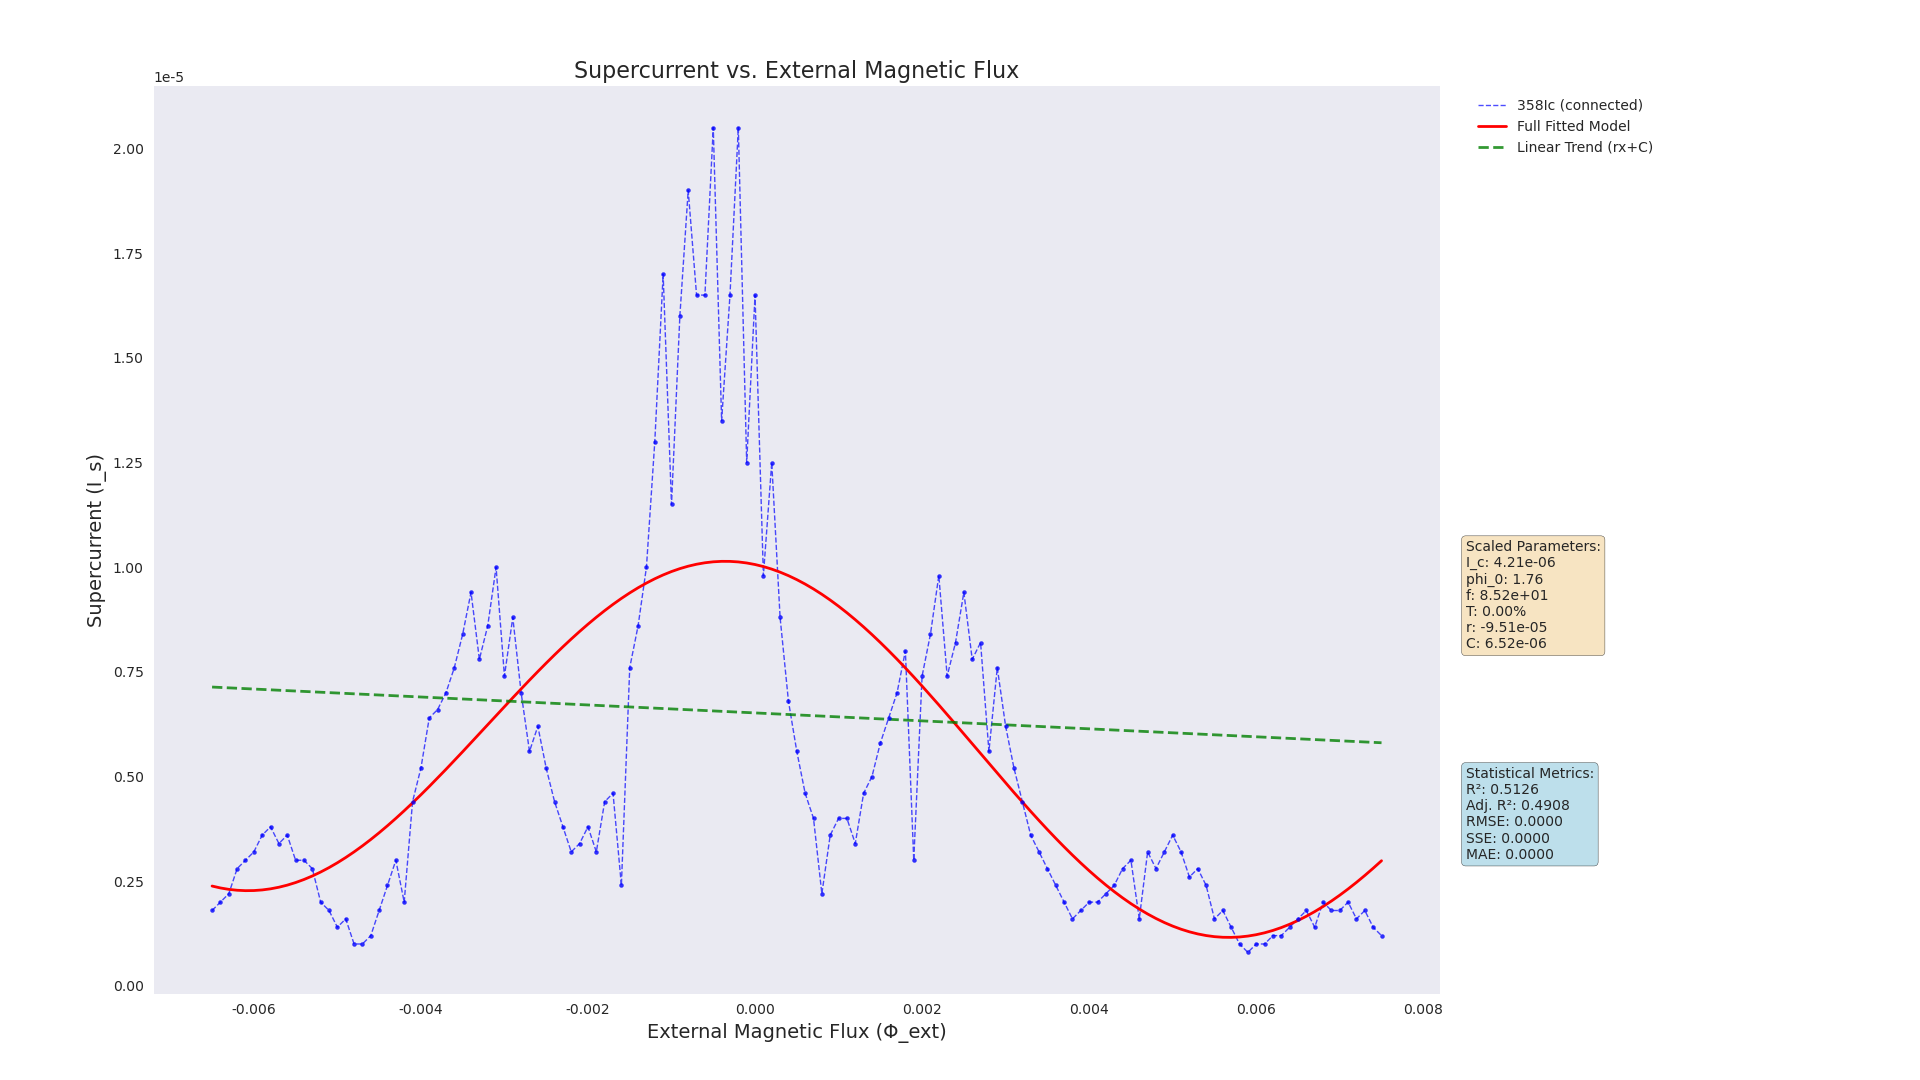 Supercurrent vs. External Magnetic Flux
1e-5
2.00
1.75
1.50
1.25
1.00
0.75
0.50
0.25
0.00
Supercurrent (I_s)
-0.006 -0.004 -0.002 0.000 0.002 0.004 0.006 0.008
External Magnetic Flux (Φ_ext)
358Ic (connected)
Full Fitted Model
Linear Trend (rx+C)
Scaled Parameters:
I_c: 4.21e-06
phi_0: 1.76
f: 8.52e+01
T: 0.00%
r: -9.51e-05
C: 6.52e-06
Statistical Metrics:
R²: 0.5126
Adj. R²: 0.4908
RMSE: 0.0000
SSE: 0.0000
MAE: 0.0000